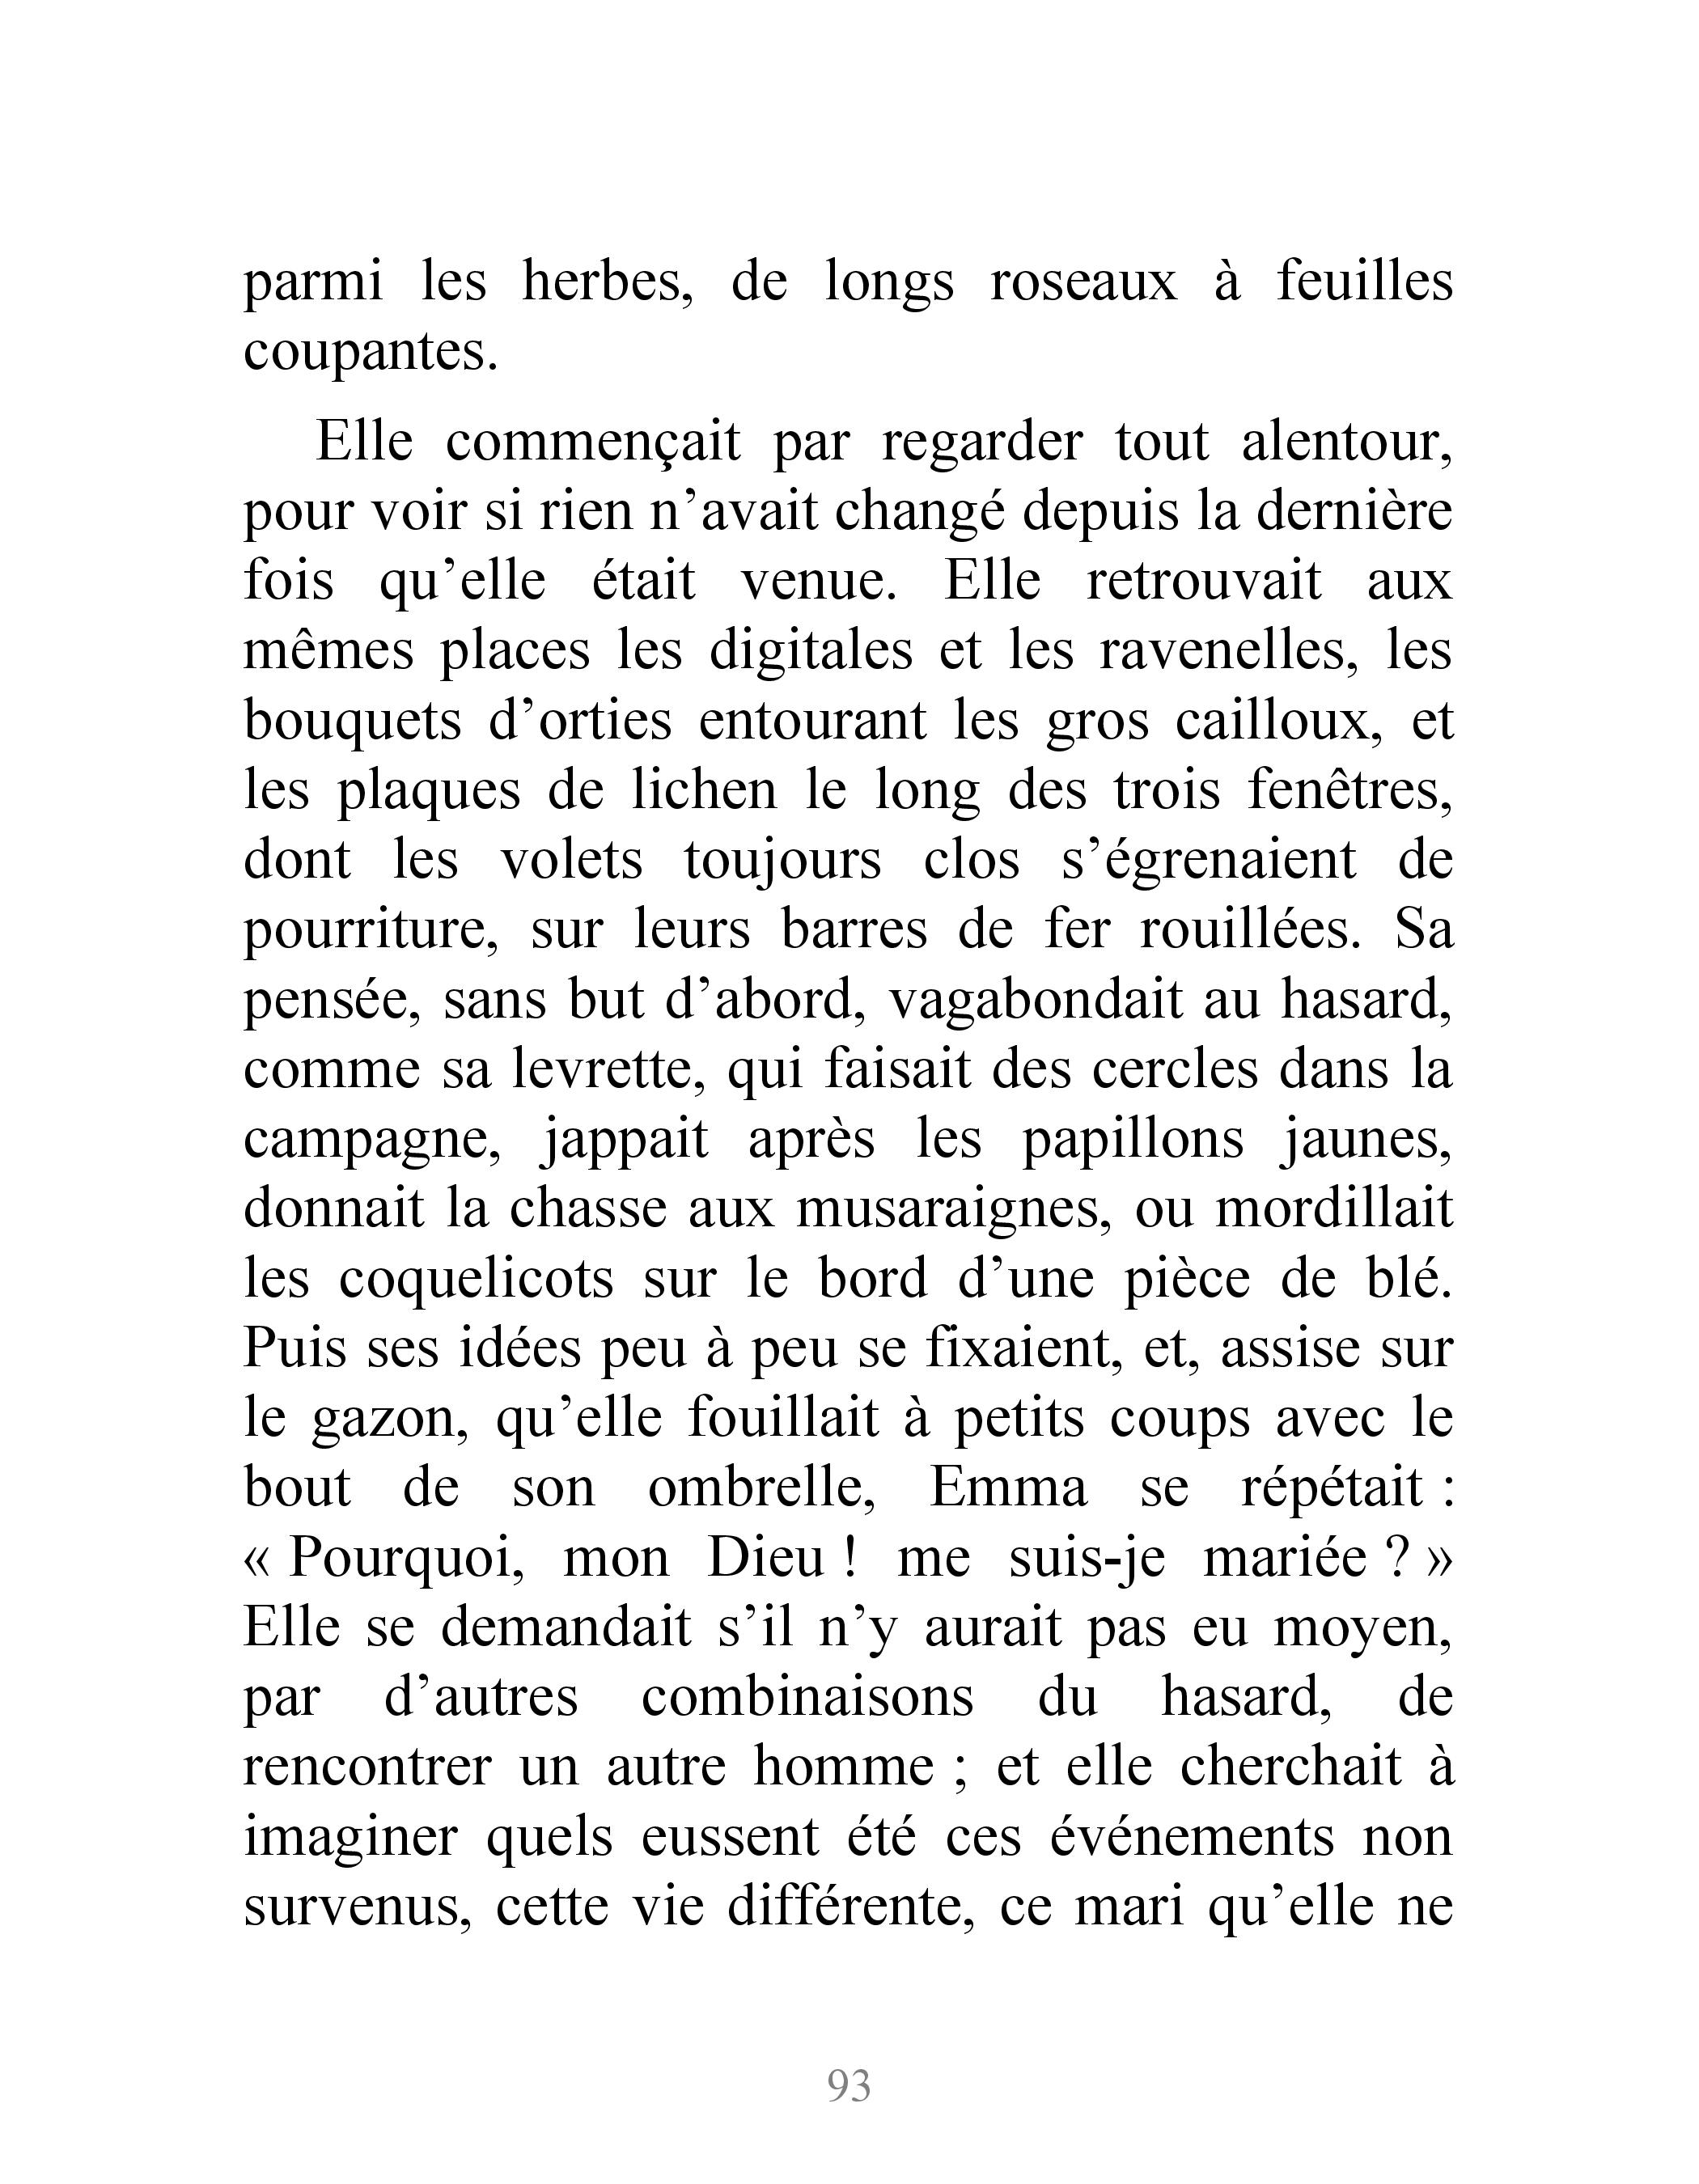 parmi les herbes, de longs roseaux à feuilles
coupantes.
Elle commençait par regarder tout alentour,
pour voir si rien n’avait changé depuis la dernière
fois qu’elle était venue. Elle retrouvait aux
mêmes places les digitales et les ravenelles, les
bouquets d’orties entourant les gros cailloux, et
les plaques de lichen le long des trois fenêtres,
dont les volets toujours clos s’égrenaient de
pourriture, sur leurs barres de fer rouillées. Sa
pensée, sans but d’abord, vagabondait au hasard,
comme sa levrette, qui faisait des cercles dans la
campagne, jappait après les papillons jaunes,
donnait la chasse aux musaraignes, ou mordillait
les coquelicots sur le bord d’une pièce de blé.
Puis ses idées peu à peu se fixaient, et, assise sur
le gazon, qu’elle fouillait à petits coups avec le
bout de son ombrelle, Emma se répétait :
« Pourquoi, mon Dieu ! me suis-je mariée ? »
Elle se demandait s’il n’y aurait pas eu moyen,
par d’autres combinaisons du hasard, de
rencontrer un autre homme ; et elle cherchait à
imaginer quels eussent été ces événements non
survenus, cette vie différente, ce mari qu’elle ne
93